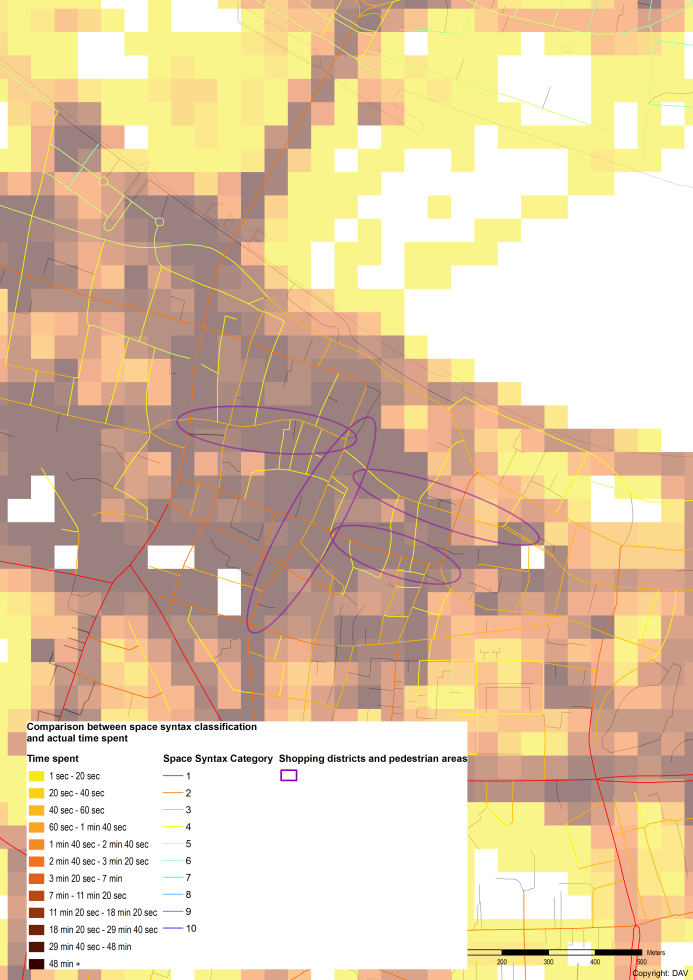 Comparison between space syntax classification
and actual time spent
Time spent
1 sec - 20 sec
20 sec - 40 sec
40 sec - 60 sec
60 sec - 1 min 40 sec
1 min 40 sec - 2 min 40 sec
2 min 40 sec - 3 min 20 sec
3 min 20 sec - 7 min
7 min - 11 min 20 sec
11 min 20 sec - 18 min 20 sec
18 min 20 sec - 29 min 40 sec
29 min 40 sec - 48 min
48 min +
Space Syntax Category
1
2
3
4
5
6
7
8
9
10
Shopping districts and pedestrian areas
Meters
200 300 400 500
Copyright: DAV